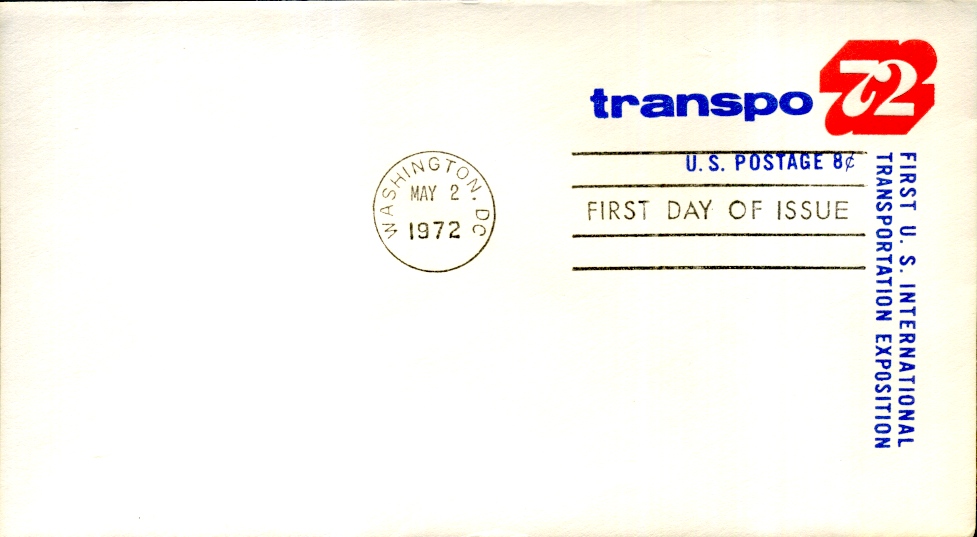 transpo 72
U. S. POSTAGE 8¢
FIRST U. S. INTERNATIONAL
TRANSPORTATION EXPOSITION
WASHINGTON, DC
MAY 2
1972
FIRST DAY OF ISSUE